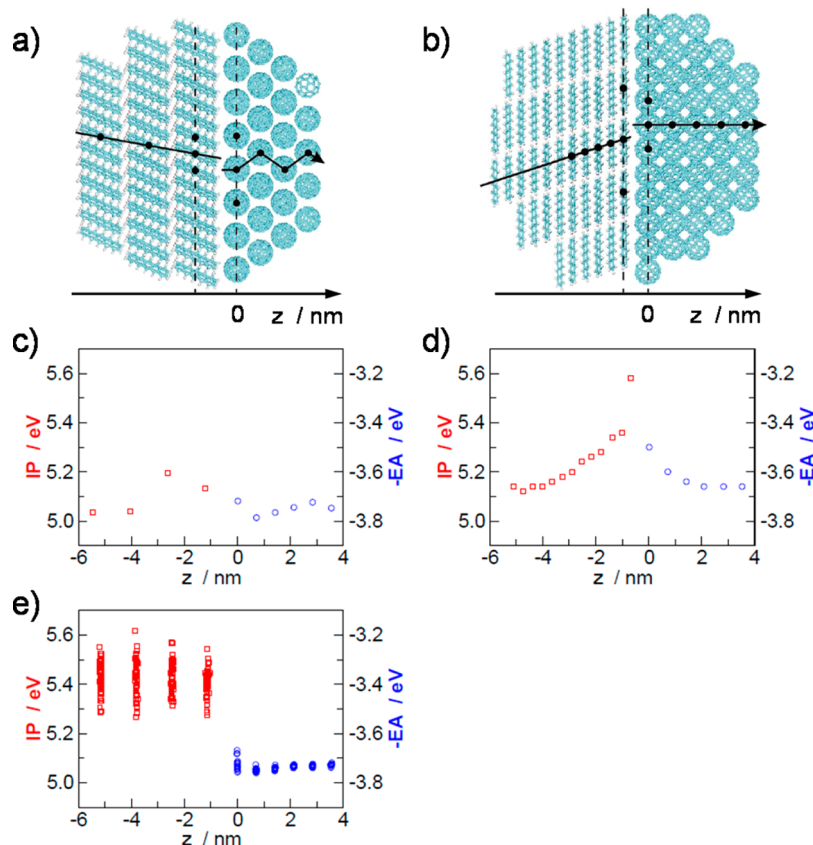 a)
b)
0 z / nm
0 z / nm
c)
d)
5.6 -3.2
5.4 -3.4
5.2 -3.6
5.0 -3.8
IP / eV
-EA / eV
-6 -4 -2 0 2 4
z / nm
5.6 -3.2
5.4 -3.4
5.2 -3.6
5.0 -3.8
IP / eV
-EA / eV
-6 -4 -2 0 2 4
z / nm
e)
5.6 -3.2
5.4 -3.4
5.2 -3.6
5.0 -3.8
IP / eV
-EA / eV
-6 -4 -2 0 2 4
z / nm